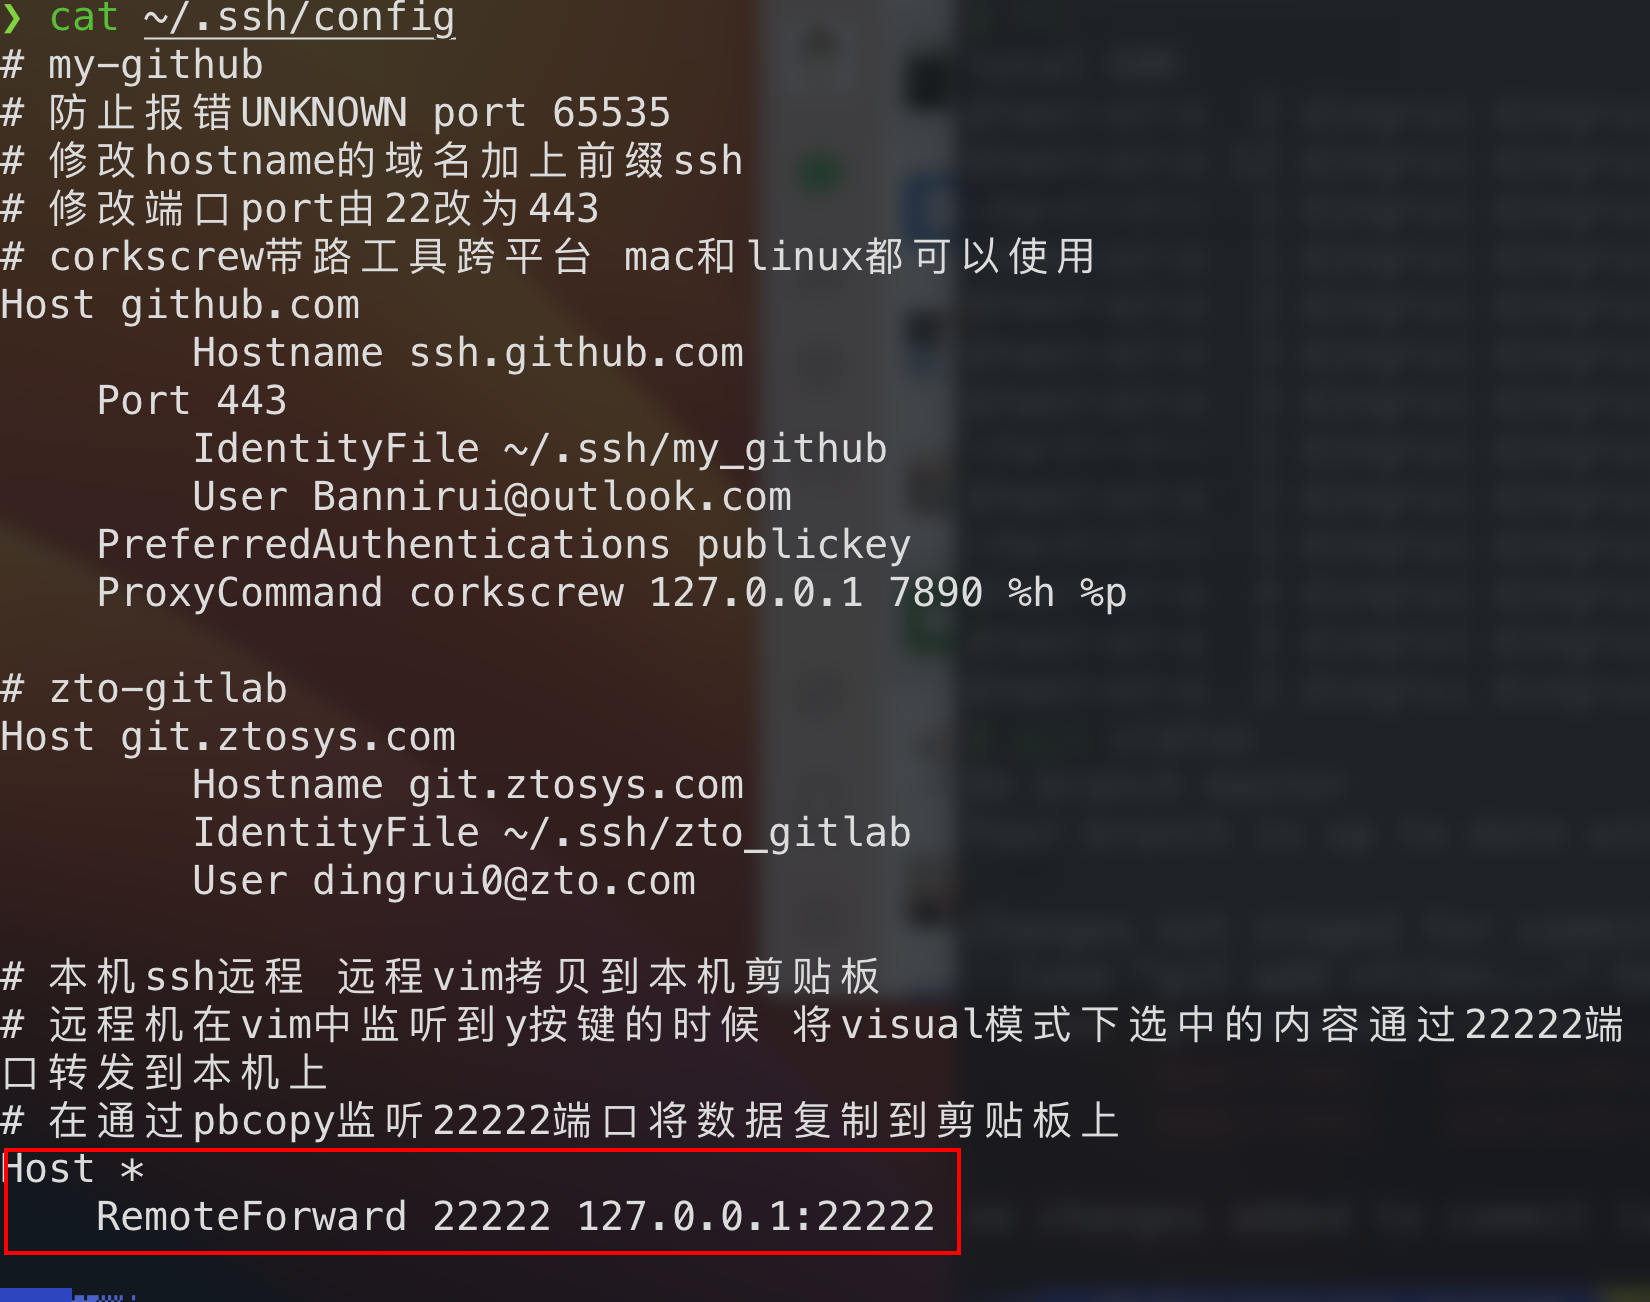 ❯ cat ~/.ssh/config
# my-github
# 防止报错UNKNOWN port 65535
# 修改hostname的域名加上前缀ssh
# 修改端口port由22改为443
# corkscrew带路工具跨平台 mac和linux都可以使用
Host github.com
        Hostname ssh.github.com
    Port 443
        IdentityFile ~/.ssh/my_github
        User Bannirui@outlook.com
    PreferredAuthentications publickey
    ProxyCommand corkscrew 127.0.0.1 7890 %h %p

# zto-gitlab
Host git.ztosys.com
        Hostname git.ztosys.com
        IdentityFile ~/.ssh/zto_gitlab
        User dingrui0@zto.com

# 本机ssh远程 远程vim拷贝到本机剪贴板
# 远程机在vim中监听到y按键的时候 将visual模式下选中的内容通过22222端
口转发到本机上
# 在通过pbcopy监听22222端口将数据复制到剪贴板上
Host *
    RemoteForward 22222 127.0.0.1:22222